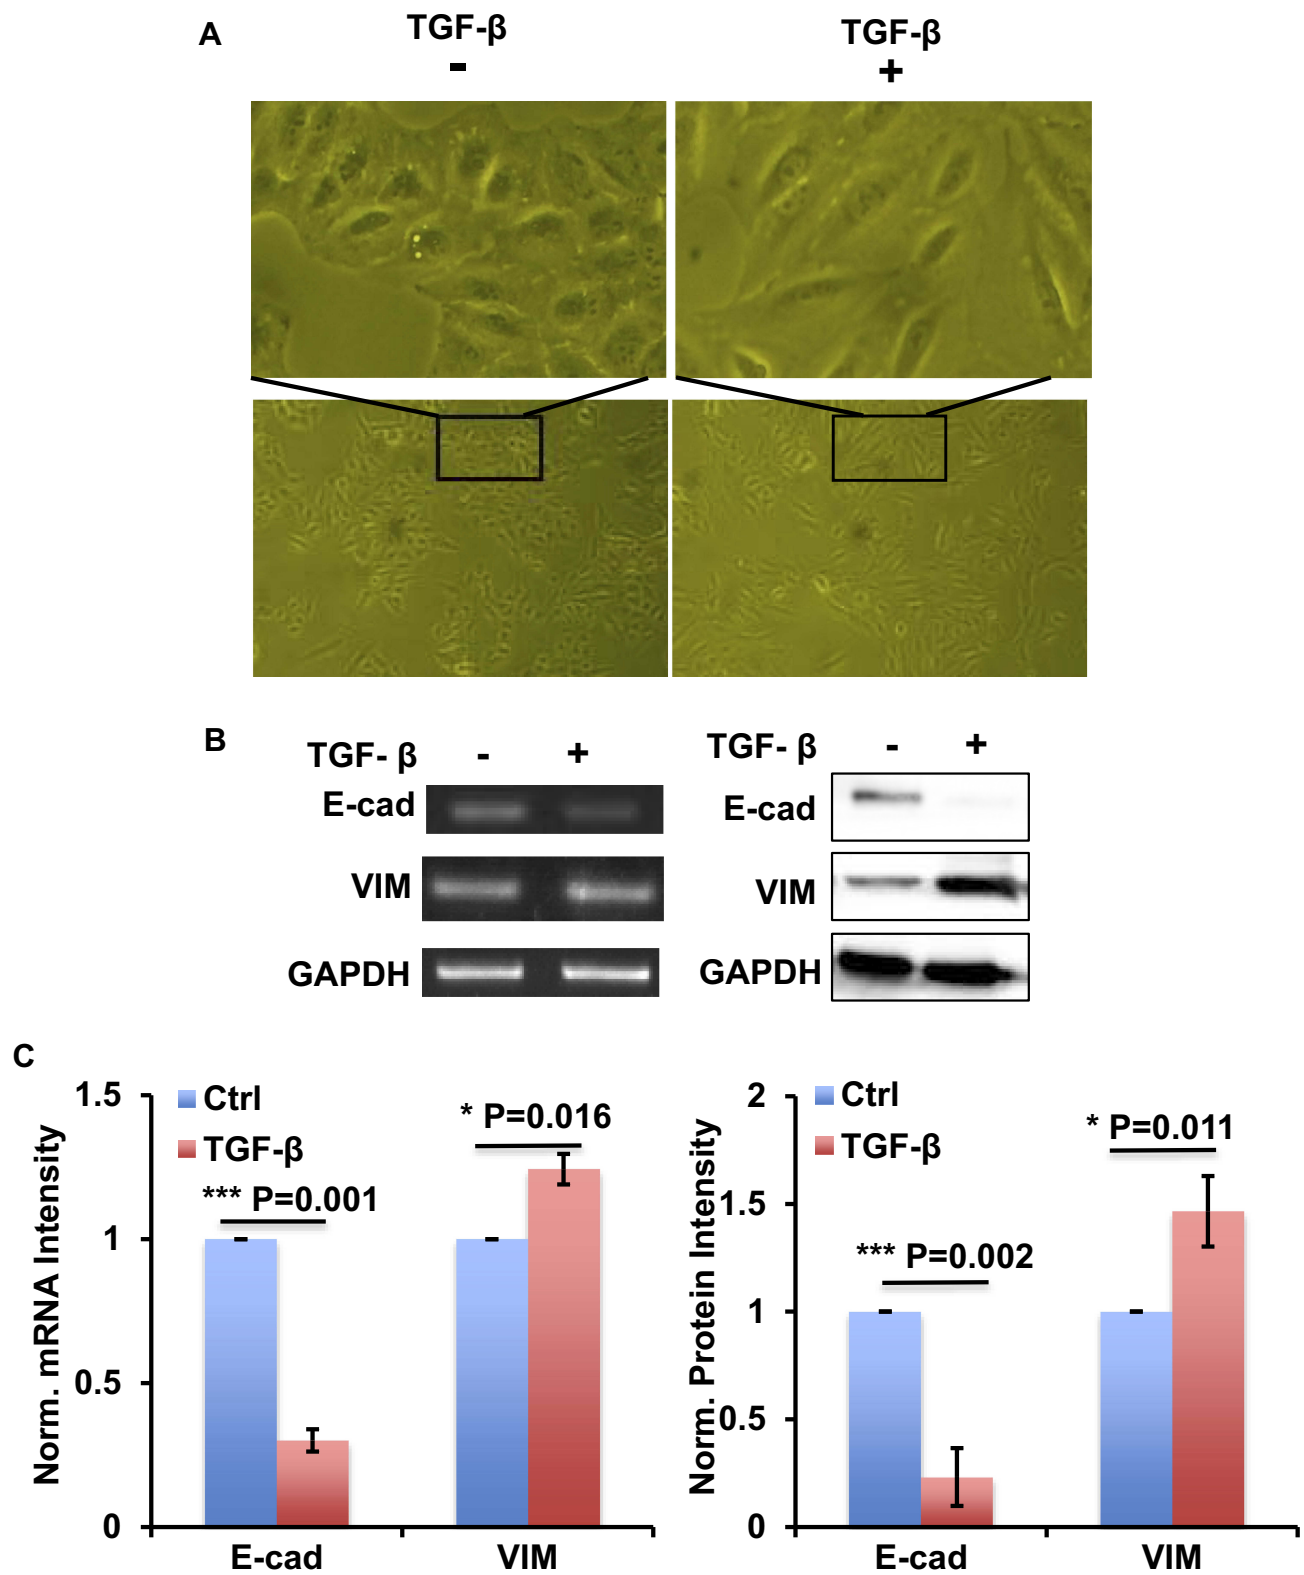 A
TGF-β
-
TGF-β
+
B
TGF- β - +
E-cad
VIM
GAPDH
TGF- β - +
E-cad
VIM
GAPDH
C
Norm. mRNA Intensity
1.5
1
0.5
0
Ctrl
TGF-β
*** P=0.001
* P=0.016
E-cad VIM
Norm. Protein Intensity
2
1.5
1
0.5
0
Ctrl
TGF-β
*** P=0.002
* P=0.011
E-cad VIM